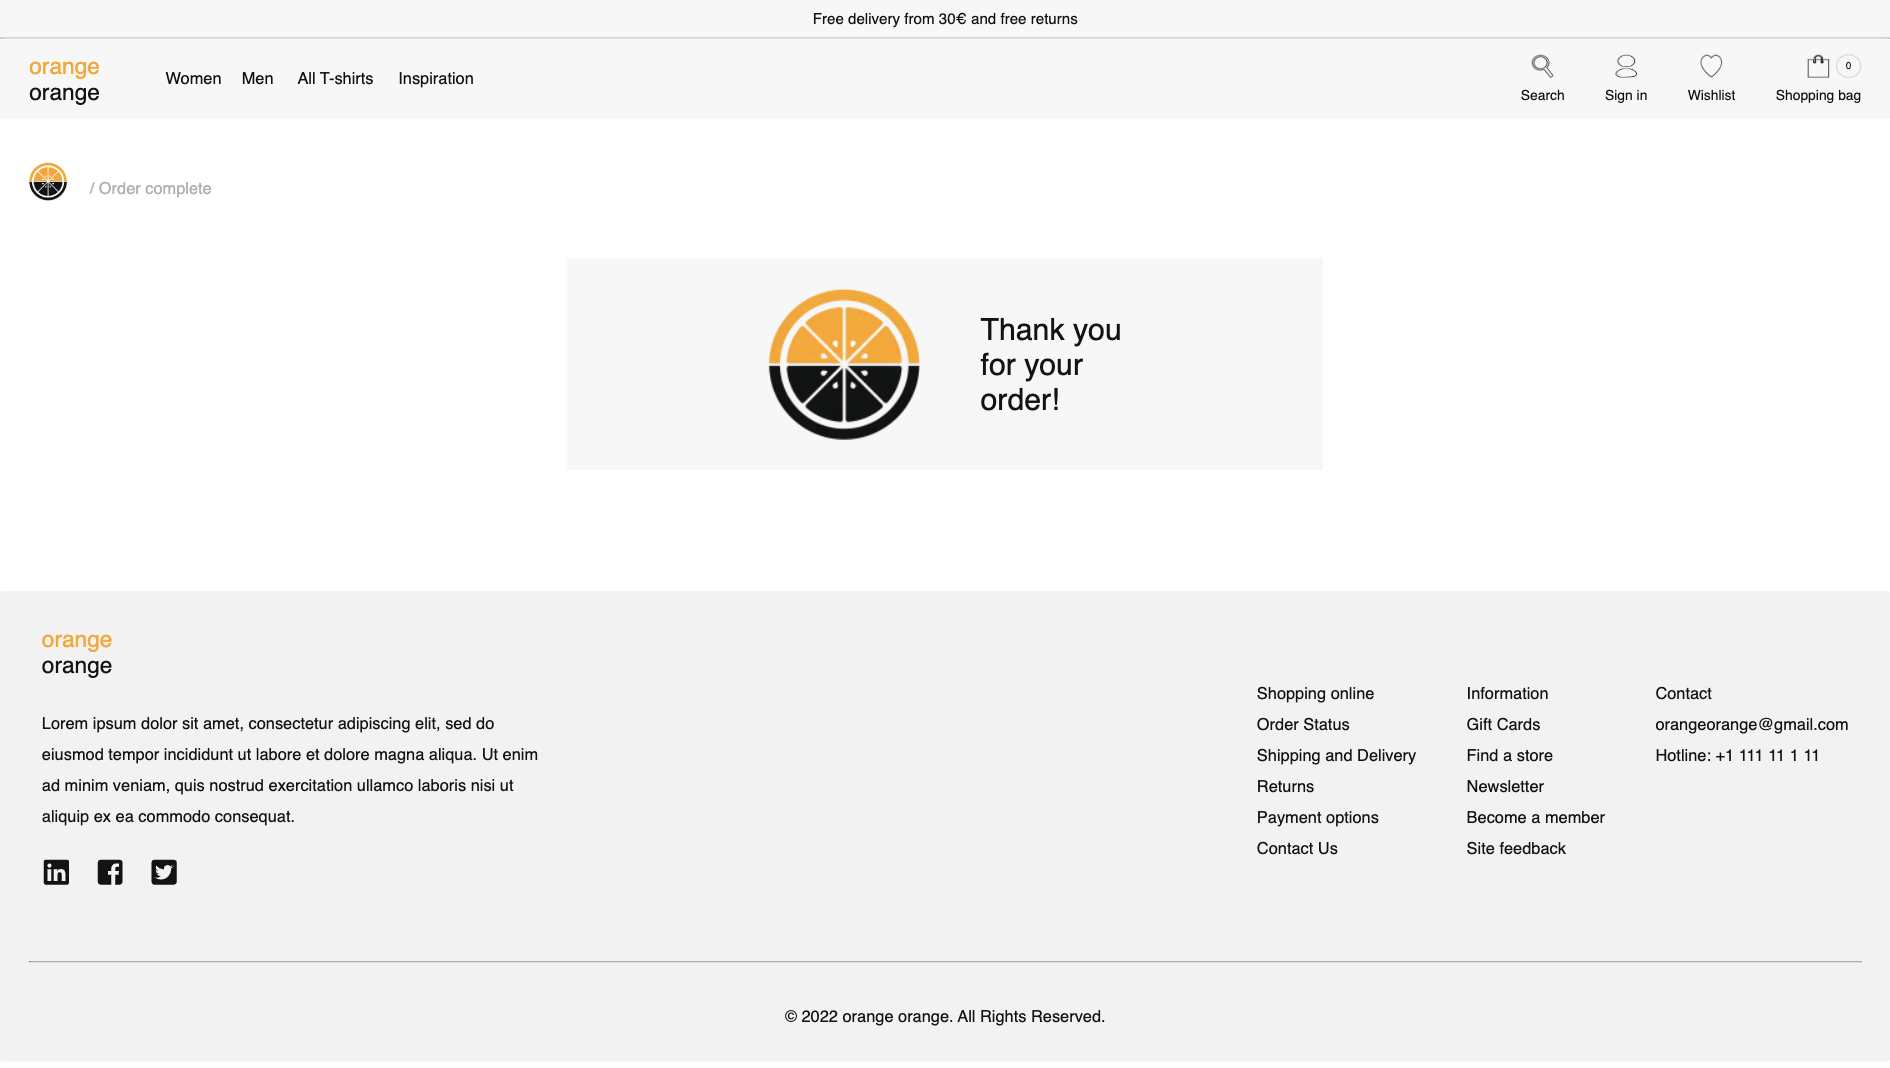 Free delivery from 30€ and free returns
orange
orange
Women Men All T-shirts Inspiration
Search Sign in Wishlist Shopping bag
0
/ Order complete
Thank you
for your
order!
orange
orange
Lorem ipsum dolor sit amet, consectetur adipiscing elit, sed do
eiusmod tempor incididunt ut labore et dolore magna aliqua. Ut enim
ad minim veniam, quis nostrud exercitation ullamco laboris nisi ut
aliquip ex ea commodo consequat.
in
Shopping online
Order Status
Shipping and Delivery
Returns
Payment options
Contact Us
Information
Gift Cards
Find a store
Newsletter
Become a member
Site feedback
Contact
orangeorange@gmail.com
Hotline: +1 111 11 1 11
© 2022 orange orange. All Rights Reserved.